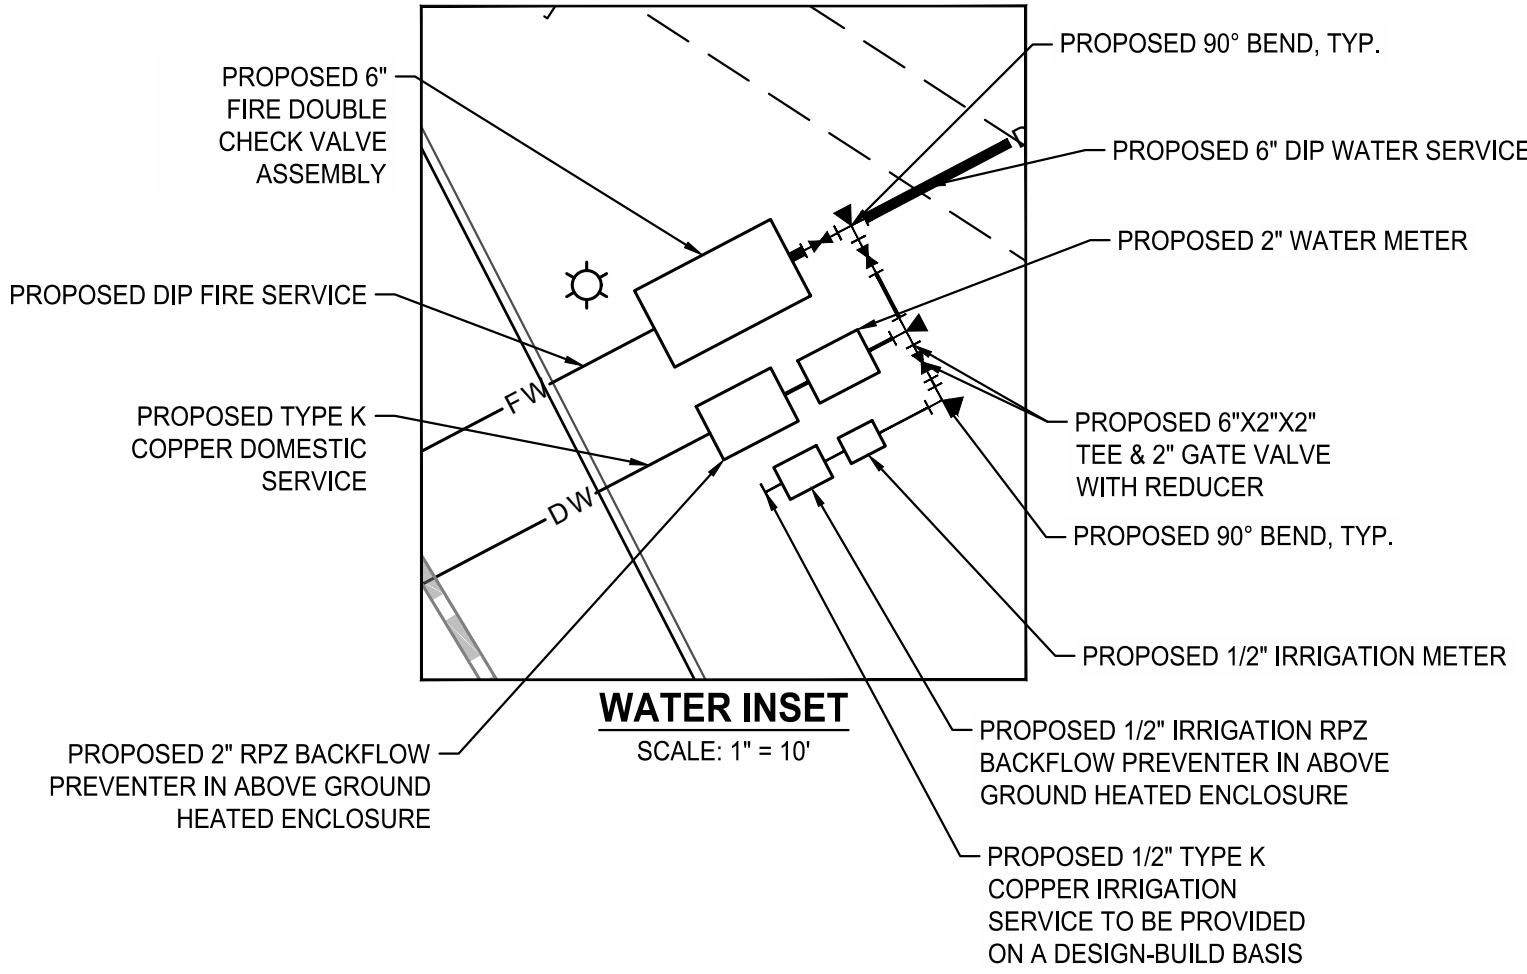 PROPOSED 6"
FIRE DOUBLE
CHECK VALVE
ASSEMBLY
PROPOSED DIP FIRE SERVICE
PROPOSED TYPE K
COPPER DOMESTIC
SERVICE
PROPOSED 2" RPZ BACKFLOW
PREVENTER IN ABOVE GROUND
HEATED ENCLOSURE
FW
DW
WATER INSET
SCALE: 1" = 10'
PROPOSED 90° BEND, TYP.
PROPOSED 6" DIP WATER SERVICE
PROPOSED 2" WATER METER
PROPOSED 6"X2"X2"
TEE & 2" GATE VALVE
WITH REDUCER
PROPOSED 90° BEND, TYP.
PROPOSED 1/2" IRRIGATION METER
PROPOSED 1/2" IRRIGATION RPZ
BACKFLOW PREVENTER IN ABOVE
GROUND HEATED ENCLOSURE
PROPOSED 1/2" TYPE K
COPPER IRRIGATION
SERVICE TO BE PROVIDED
ON A DESIGN-BUILD BASIS